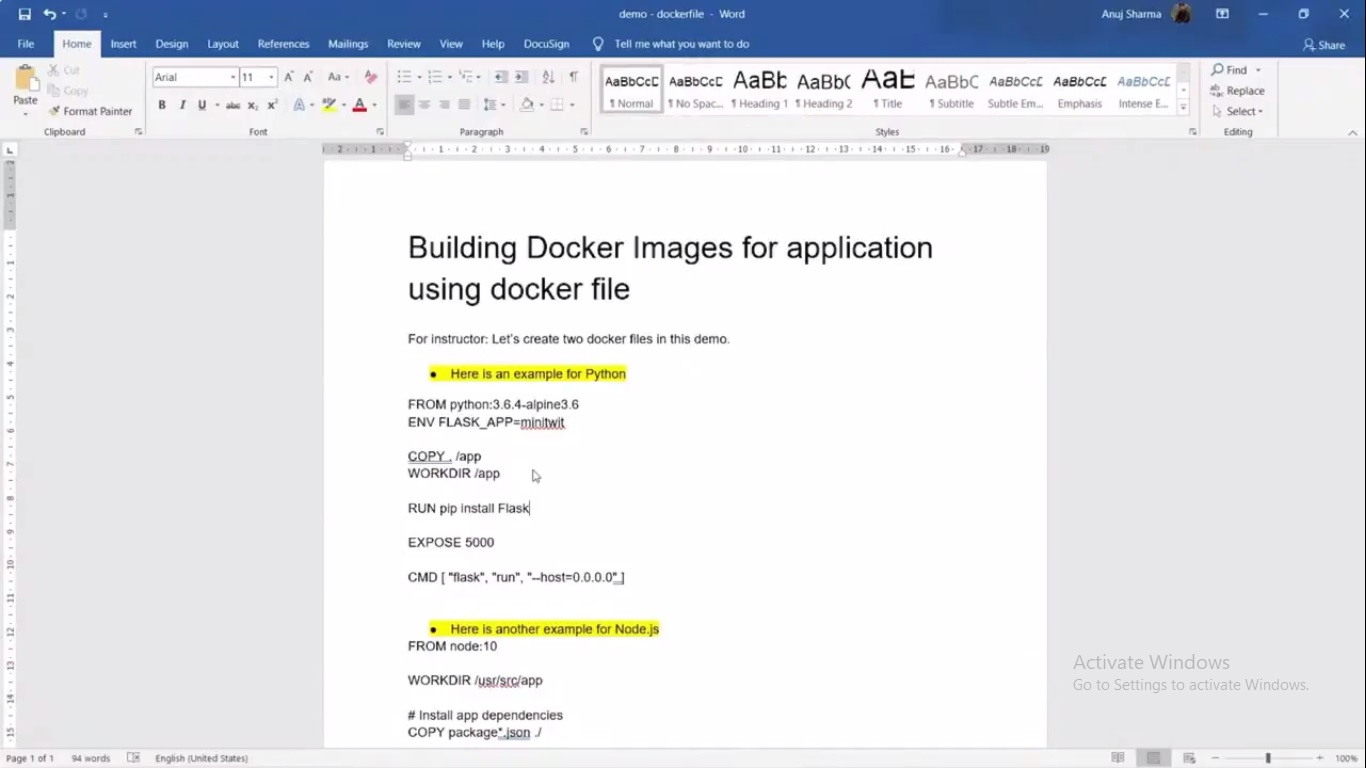 demo - dockerfile - Word
Anuj Sharma
File Home Insert Design Layout References Mailings Review View Help DocuSign Tell me what you want to do Share
Paste
Cut
Copy
Format Painter
Clipboard
Arial 11
Font
Paragraph
AaBbCcD AaBbCcD AaBb AaBb( AaB AaBbC AaBbCcD AaBbCcD AaBbCcD
¶ Normal ¶ No Spac... ¶ Heading 1 ¶ Heading 2 ¶ Title ¶ Subtitle Subtle Em... Emphasis Intense E...
Styles
Find
Replace
Select
Editing
Building Docker Images for application
using docker file
For instructor: Let's create two docker files in this demo.
● Here is an example for Python
FROM python:3.6.4-alpine3.6
ENV FLASK_APP=minitwit
COPY . /app
WORKDIR /app
RUN pip install Flask
EXPOSE 5000
CMD [ "flask", "run", "--host=0.0.0.0" ]
● Here is another example for Node.js
FROM node:10
WORKDIR /usr/src/app
# Install app dependencies
COPY package*.json ./
Activate Windows
Go to Settings to activate Windows.
Page 1 of 1 94 words English (United States) 100%